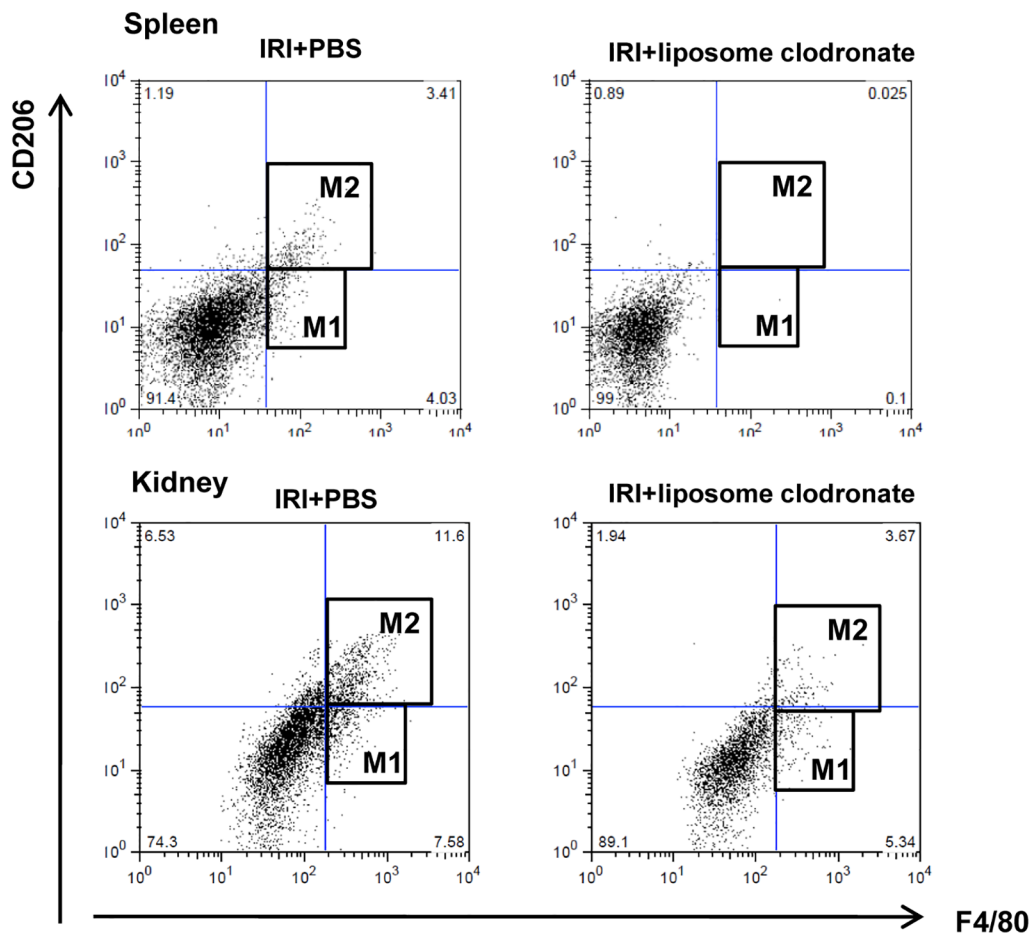 Spleen
IRI+PBS
IRI+liposome clodronate
CD206
10^4
1.19
3.41
10^3
M2
10^2
10^1
M1
10^0
91.4
4.03
10^0 10^1 10^2 10^3 10^4
10^4
0.89
0.025
10^3
M2
10^2
10^1
M1
10^0
99
0.1
10^0 10^1 10^2 10^3 10^4
Kidney
IRI+PBS
IRI+liposome clodronate
10^4
6.53
11.6
10^3
M2
10^2
10^1
M1
10^0
74.3
7.58
10^0 10^1 10^2 10^3 10^4
10^4
1.94
3.67
10^3
M2
10^2
10^1
M1
10^0
89.1
5.34
10^0 10^1 10^2 10^3 10^4
F4/80